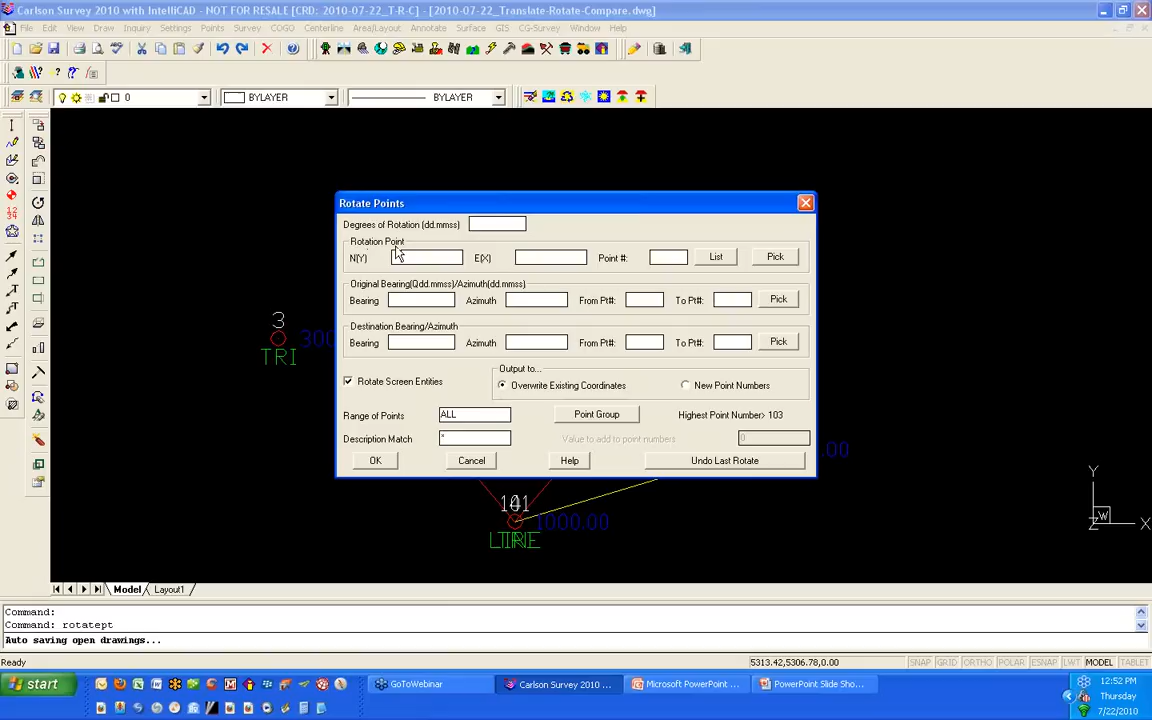 Carlson Survey 2010 with IntelliCAD - NOT FOR RESALE [CRD: 2010-07-22_T-R-C] - [2010-07-22_Translate-Rotate-Compare.dwg]
File Edit View Draw Inquiry Settings Points Survey COGO Centerline Area/Layout Annotate Surface GIS CG-Survey Window Help
0 BYLAYER BYLAYER
Rotate Points
Degrees of Rotation (dd.mmss)
Rotation Point
N(Y) E(X) Point #: List Pick
Original Bearing(Qdd.mmss)/Azimuth(dd.mmss)
Bearing Azimuth From Pt#: To Pt#: Pick
Destination Bearing/Azimuth
Bearing Azimuth From Pt#: To Pt#: Pick
Rotate Screen Entities
Output to...
Overwrite Existing Coordinates New Point Numbers
Range of Points ALL Point Group Highest Point Number> 103
Description Match * Value to add to point numbers 0
OK Cancel Help Undo Last Rotate
3
300
TRI
.00
1000.00
Y
W
Z X
Model Layout1
Command:
Command: rotatept
Auto saving open drawings...
Ready 5313.42,5306.78,0.00 SNAP GRID ORTHO POLAR ESNAP LWT MODEL TABLET
start GoToWebinar Carlson Survey 2010 ... Microsoft PowerPoint ... PowerPoint Slide Sho... 12:52 PM
Thursday
7/22/2010